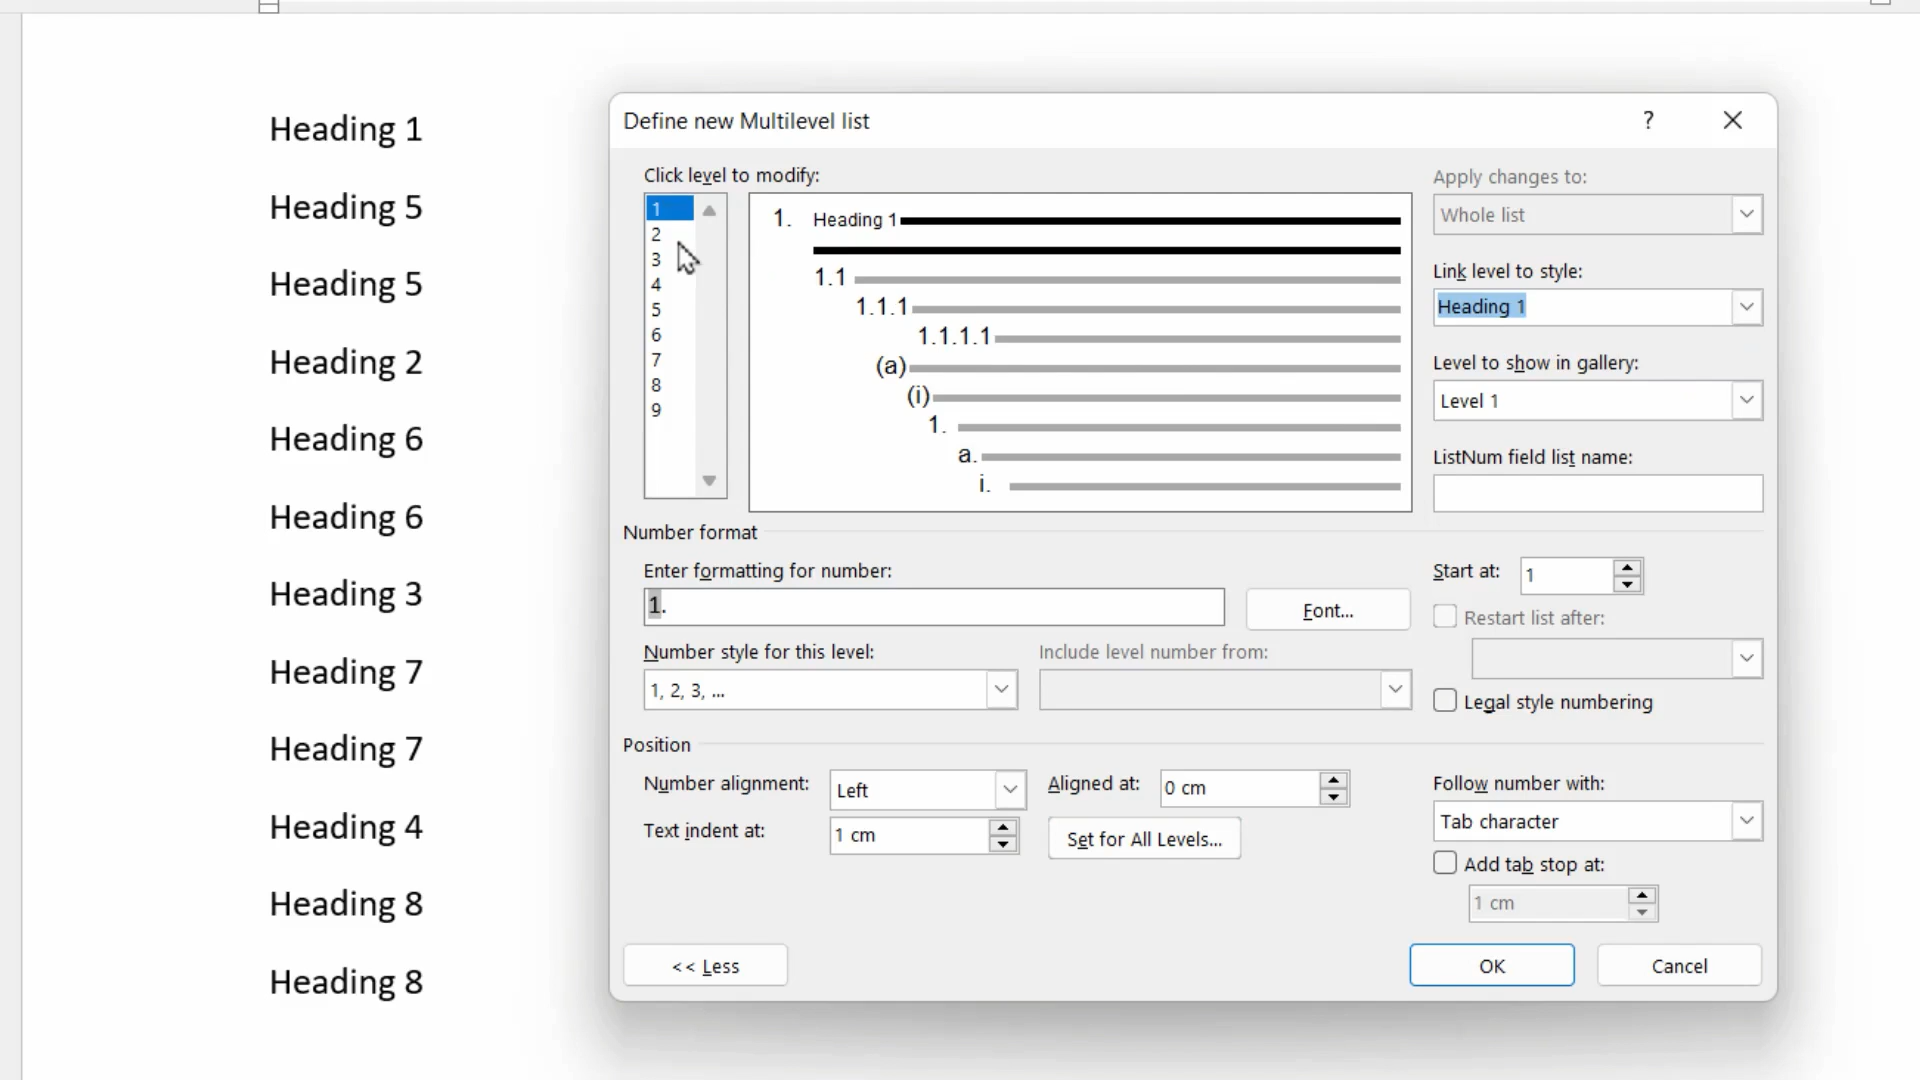 Heading 1
Heading 5
Heading 5
Heading 2
Heading 6
Heading 6
Heading 3
Heading 7
Heading 7
Heading 4
Heading 8
Heading 8
Define new Multilevel list
?
Click level to modify:
1
2
3
4
5
6
7
8
9
1. Heading 1
1.1
1.1.1
1.1.1.1
(a)
(i)
1.
a.
i.
Apply changes to:
Whole list
Link level to style:
Heading 1
Level to show in gallery:
Level 1
ListNum field list name:
Number format
Enter formatting for number:
1.
Font...
Number style for this level:
1, 2, 3, ...
Include level number from:
Start at: 1
Restart list after:
Legal style numbering
Position
Number alignment: Left
Aligned at: 0 cm
Text indent at: 1 cm
Set for All Levels...
Follow number with:
Tab character
Add tab stop at:
1 cm
<< Less
OK
Cancel